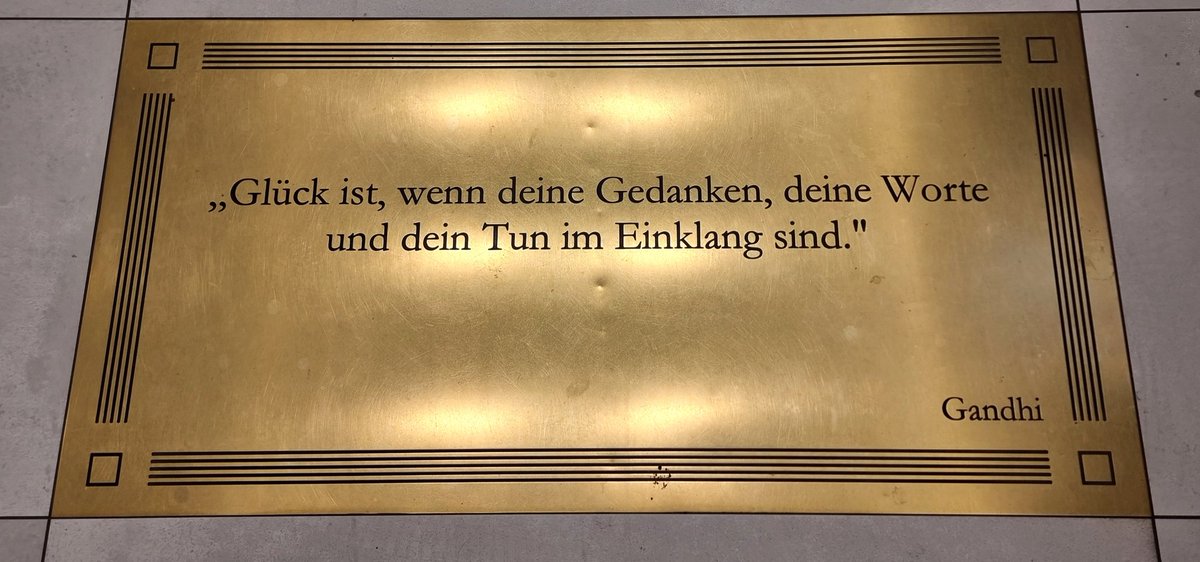 „Glück ist, wenn deine Gedanken, deine Worte
und dein Tun im Einklang sind."
Gandhi